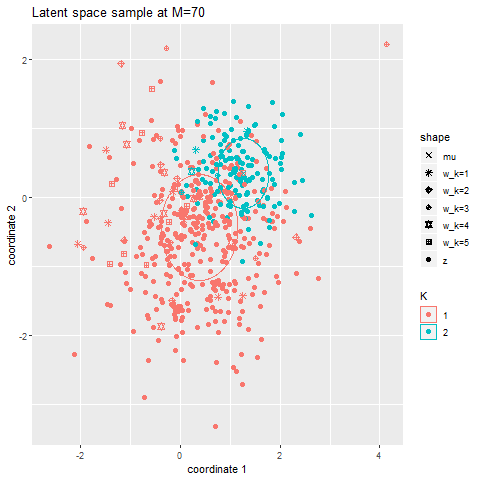 Latent space sample at M=70
2
0
-2
-2
0
2
4
coordinate 1
coordinate 2
shape
mu
w_k=1
w_k=2
w_k=3
w_k=4
w_k=5
z
K
1
2